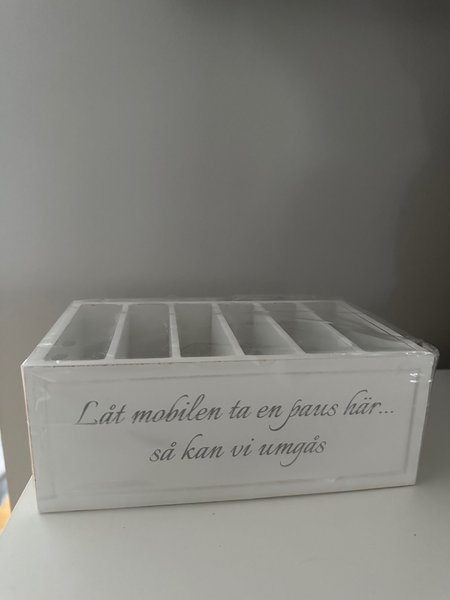 Låt mobilen ta en paus här...
så kan vi umgås